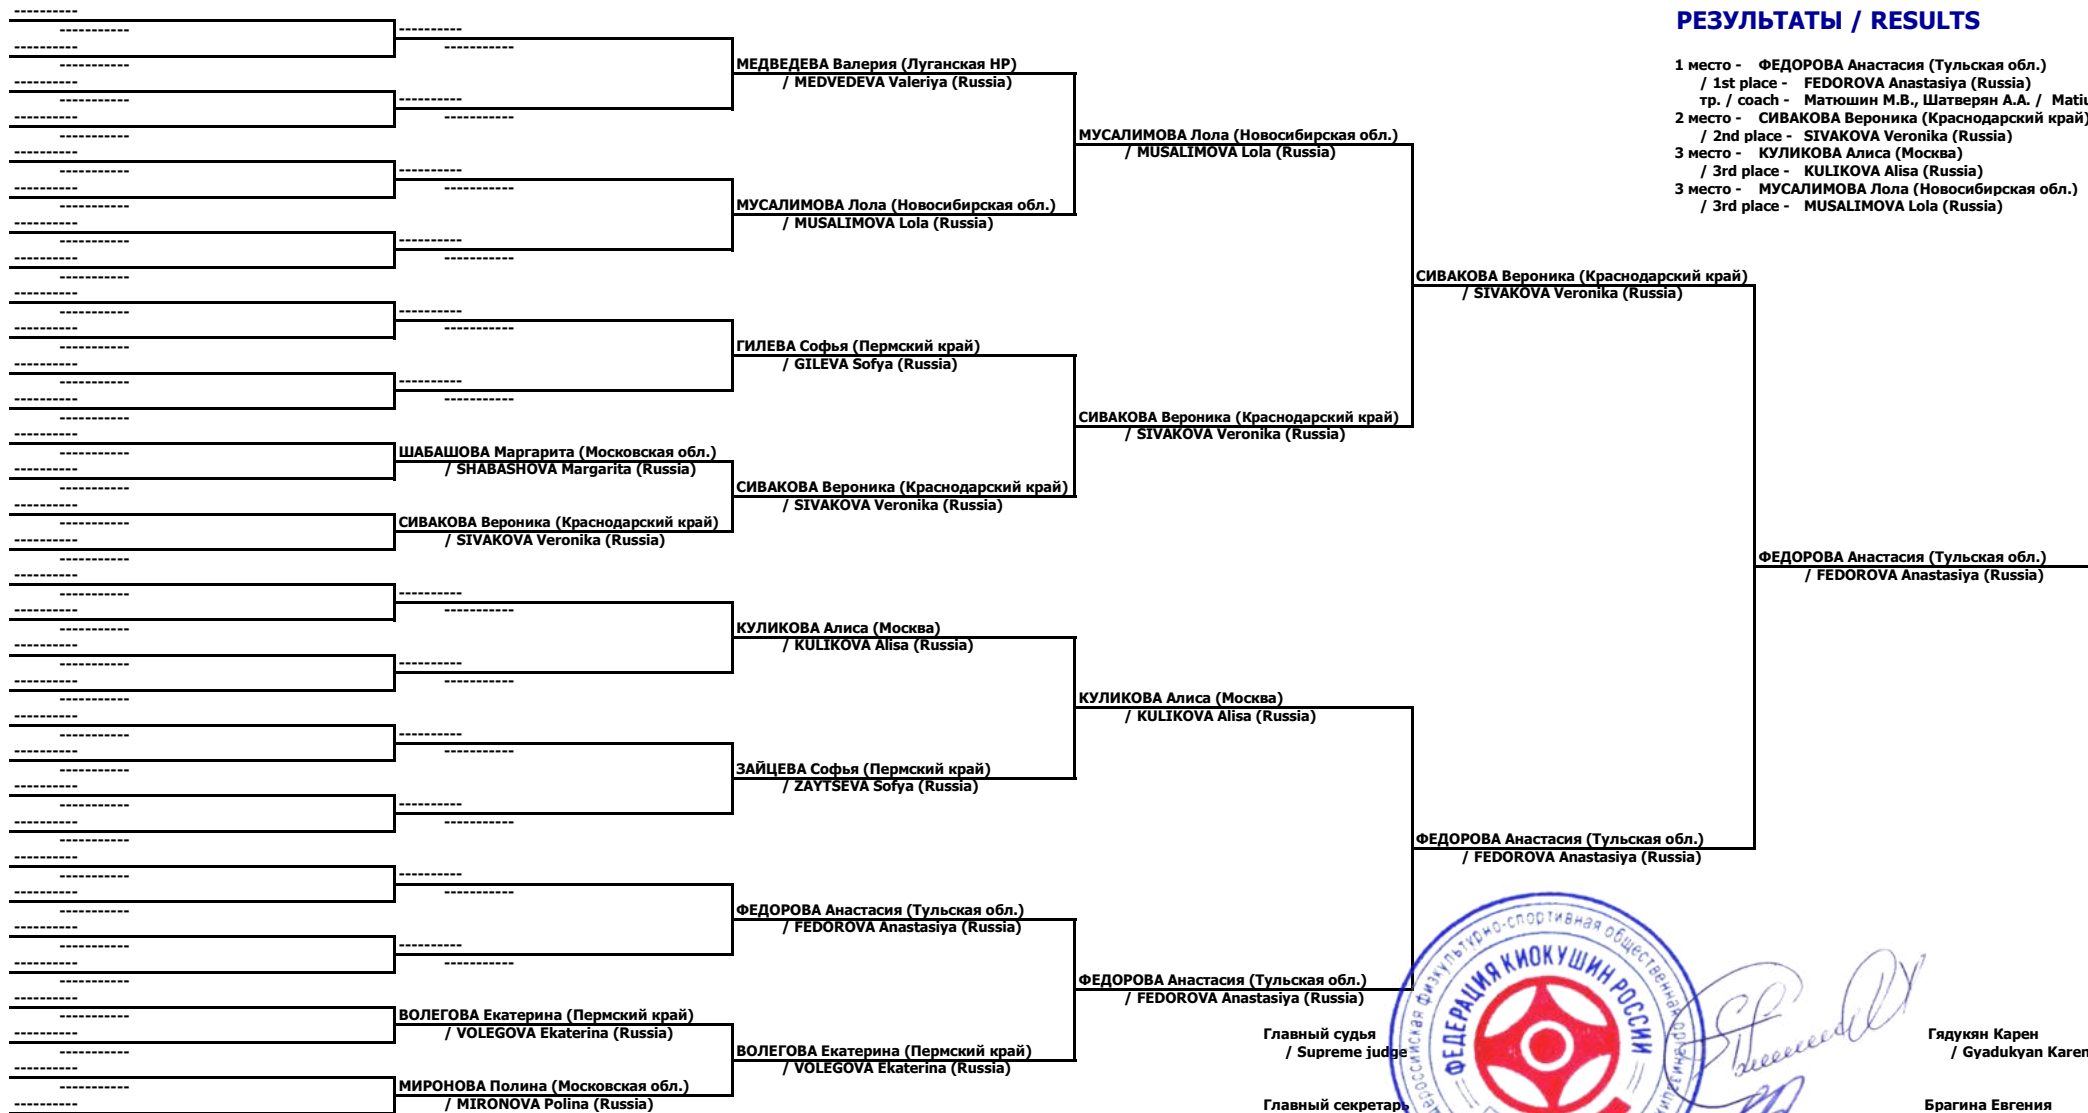 РЕЗУЛЬТАТЫ / RESULTS
1 место - ФЕДОРОВА Анастасия (Тульская обл.)
/ 1st place - FEDOROVA Anastasiya (Russia)
тр. / coach - Матюшин М.В., Шатверян А.А. /
2 место - СИВАКОВА Вероника (Краснодарский край)
/ 2nd place - SIVAKOVA Veronika (Russia)
3 место - КУЛИКОВА Алиса (Москва)
/ 3rd place - KULIKOVA Alisa (Russia)
3 место - МУСАЛИМОВА Лола (Новосибирская обл.)
/ 3rd place - MUSALIMOVA Lola (Russia)
ШАБАШОВА Маргарита (Московская обл.)
/ SHABASHOVA Margarita (Russia)
СИВАКОВА Вероника (Краснодарский край)
/ SIVAKOVA Veronika (Russia)
ВОЛЕГОВА Екатерина (Пермский край)
/ VOLEGOVA Ekaterina (Russia)
МИРОНОВА Полина (Московская обл.)
/ MIRONOVA Polina (Russia)
МЕДВЕДЕВА Валерия (Луганская НР)
/ MEDVEDEVA Valeriya (Russia)
МУСАЛИМОВА Лола (Новосибирская обл.)
/ MUSALIMOVA Lola (Russia)
ГИЛЕВА Софья (Пермский край)
/ GILEVA Sofya (Russia)
СИВАКОВА Вероника (Краснодарский край)
/ SIVAKOVA Veronika (Russia)
КУЛИКОВА Алиса (Москва)
/ KULIKOVA Alisa (Russia)
ЗАЙЦЕВА Софья (Пермский край)
/ ZAYTSEVA Sofya (Russia)
ФЕДОРОВА Анастасия (Тульская обл.)
/ FEDOROVA Anastasiya (Russia)
ВОЛЕГОВА Екатерина (Пермский край)
/ VOLEGOVA Ekaterina (Russia)
МУСАЛИМОВА Лола (Новосибирская обл.)
/ MUSALIMOVA Lola (Russia)
СИВАКОВА Вероника (Краснодарский край)
/ SIVAKOVA Veronika (Russia)
КУЛИКОВА Алиса (Москва)
/ KULIKOVA Alisa (Russia)
ФЕДОРОВА Анастасия (Тульская обл.)
/ FEDOROVA Anastasiya (Russia)
СИВАКОВА Вероника (Краснодарский край)
/ SIVAKOVA Veronika (Russia)
ФЕДОРОВА Анастасия (Тульская обл.)
/ FEDOROVA Anastasiya (Russia)
ФЕДОРОВА Анастасия (Тульская обл.)
/ FEDOROVA Anastasiya (Russia)
физкультурно-спортивная общественная
ФЕДЕРАЦИЯ КИОКУШИН РОССИИ
Главный судья
/ Supreme judge
Гядукян Карен
/ Gyadukyan Karen
Главный секретарь
Брагина Евгения